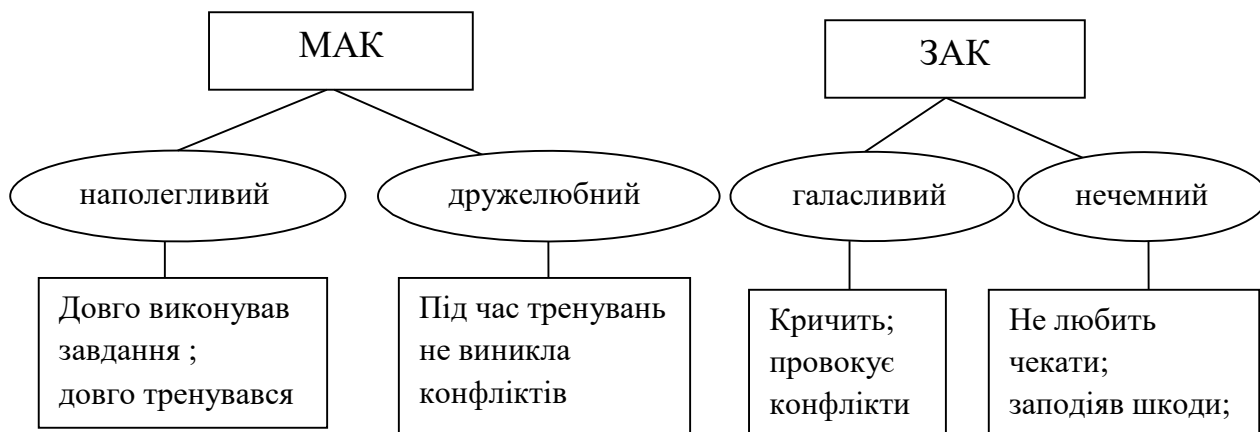 МАК
ЗАК
наполегливий
дружелюбний
галасливий
нечемний
Довго виконував
завдання ;
довго тренувався
Під час тренувань
не виникла
конфліктів
Кричить;
провокує
конфлікти
Не любить
чекати;
заподіяв шкоди;